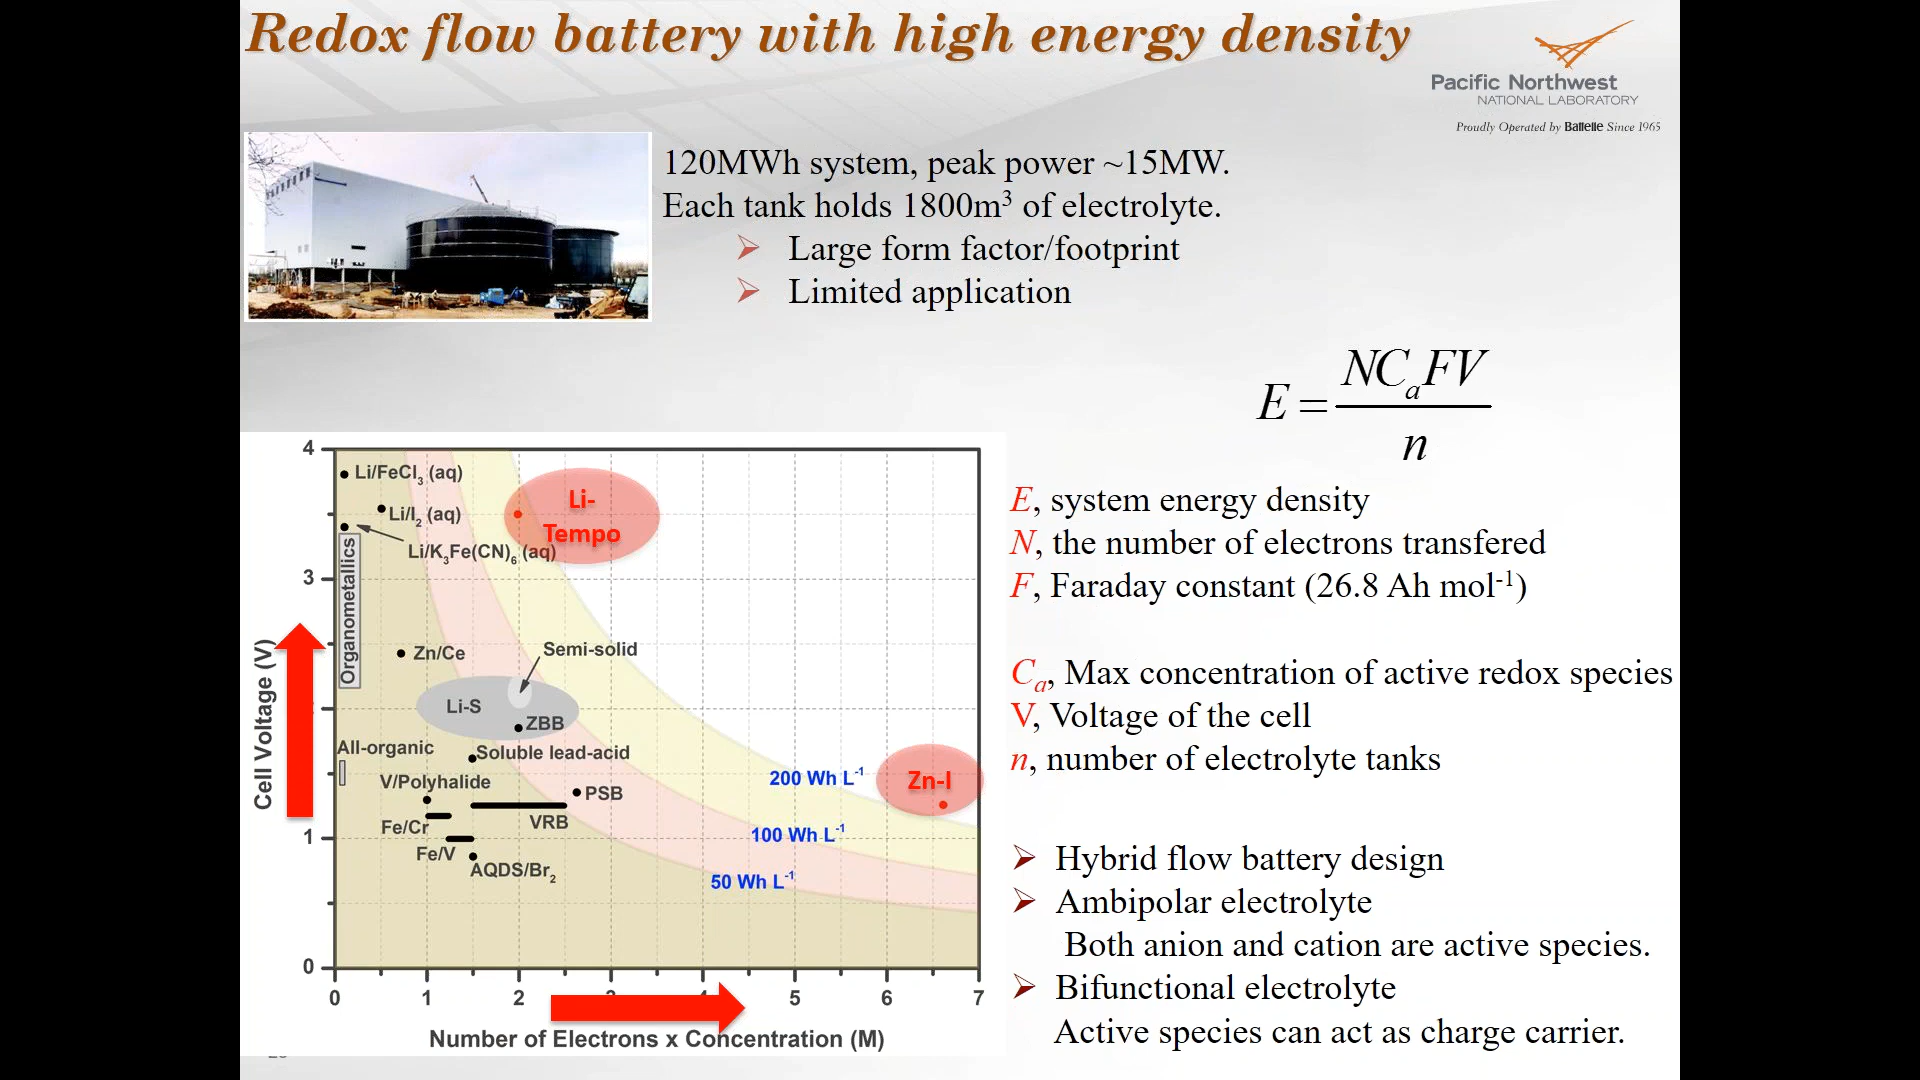 Redox flow battery with high energy density
Pacific Northwest
NATIONAL LABORATORY
Proudly Operated by Battelle Since 1965
120MWh system, peak power ~15MW.
Each tank holds 1800m³ of electrolyte.
Large form factor/footprint
Limited application
E = NCₐFV / n
E, system energy density
N, the number of electrons transfered
F, Faraday constant (26.8 Ah mol⁻¹)
Cₐ, Max concentration of active redox species
V, Voltage of the cell
n, number of electrolyte tanks
Hybrid flow battery design
Ambipolar electrolyte
Both anion and cation are active species.
Bifunctional electrolyte
Active species can act as charge carrier.
Cell Voltage (V)
4
3
1
0
Li/FeCl₃ (aq)
Li/I₂ (aq)
Li/K₃Fe(CN)₆ (aq)
Organometallics
Li-
Tempo
Zn/Ce
Semi-solid
Li-S
ZBB
All-organic
Soluble lead-acid
V/Polyhalide
PSB
VRB
Fe/Cr
Fe/V
AQDS/Br₂
200 Wh L⁻¹
100 Wh L⁻¹
50 Wh L⁻¹
Zn-I
0 1 2 5 6 7
Number of Electrons x Concentration (M)